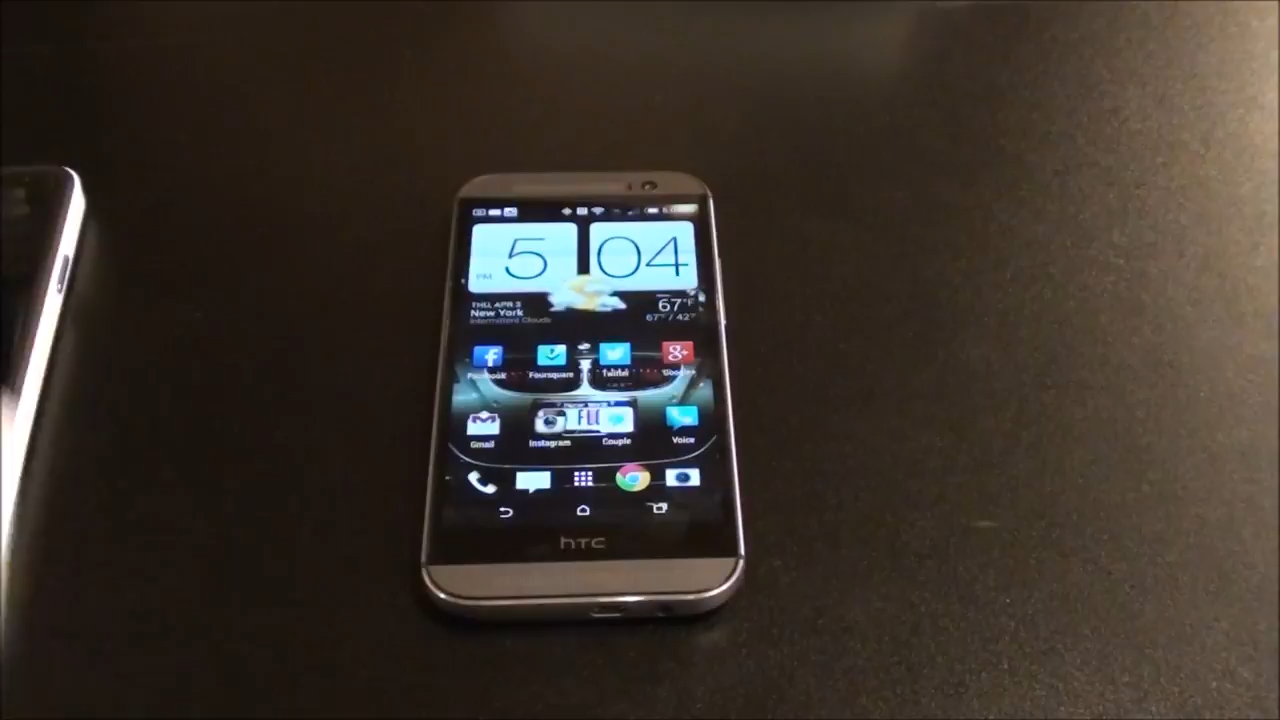 5 04
PM
THU, APR 3
New York
Intermittent Clouds
67°F
67° / 42°
Facebook Foursquare Twitter Google+
Gmail Instagram Couple Voice
hTC